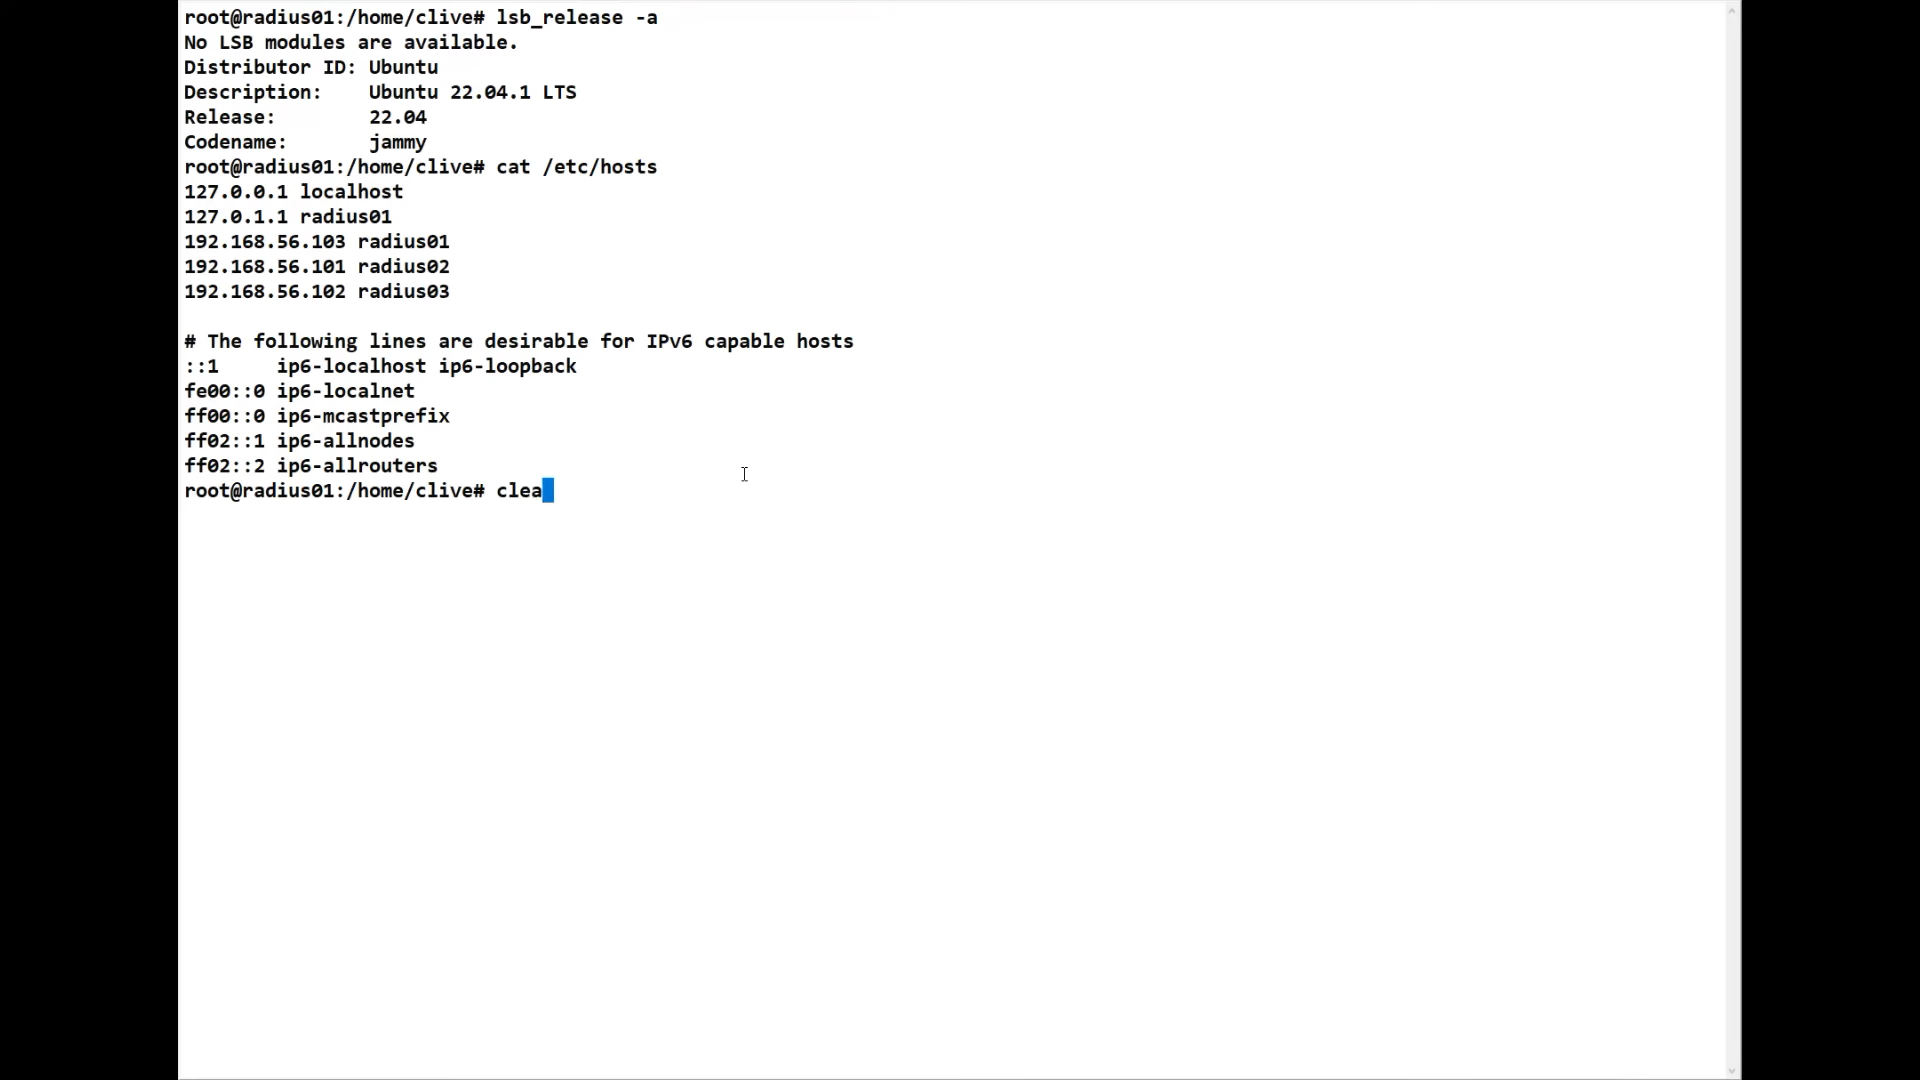 root@radius01:/home/clive# lsb_release -a
No LSB modules are available.
Distributor ID: Ubuntu
Description:    Ubuntu 22.04.1 LTS
Release:        22.04
Codename:       jammy
root@radius01:/home/clive# cat /etc/hosts
127.0.0.1 localhost
127.0.1.1 radius01
192.168.56.103 radius01
192.168.56.101 radius02
192.168.56.102 radius03

# The following lines are desirable for IPv6 capable hosts
::1     ip6-localhost ip6-loopback
fe00::0 ip6-localnet
ff00::0 ip6-mcastprefix
ff02::1 ip6-allnodes
ff02::2 ip6-allrouters
root@radius01:/home/clive# clea